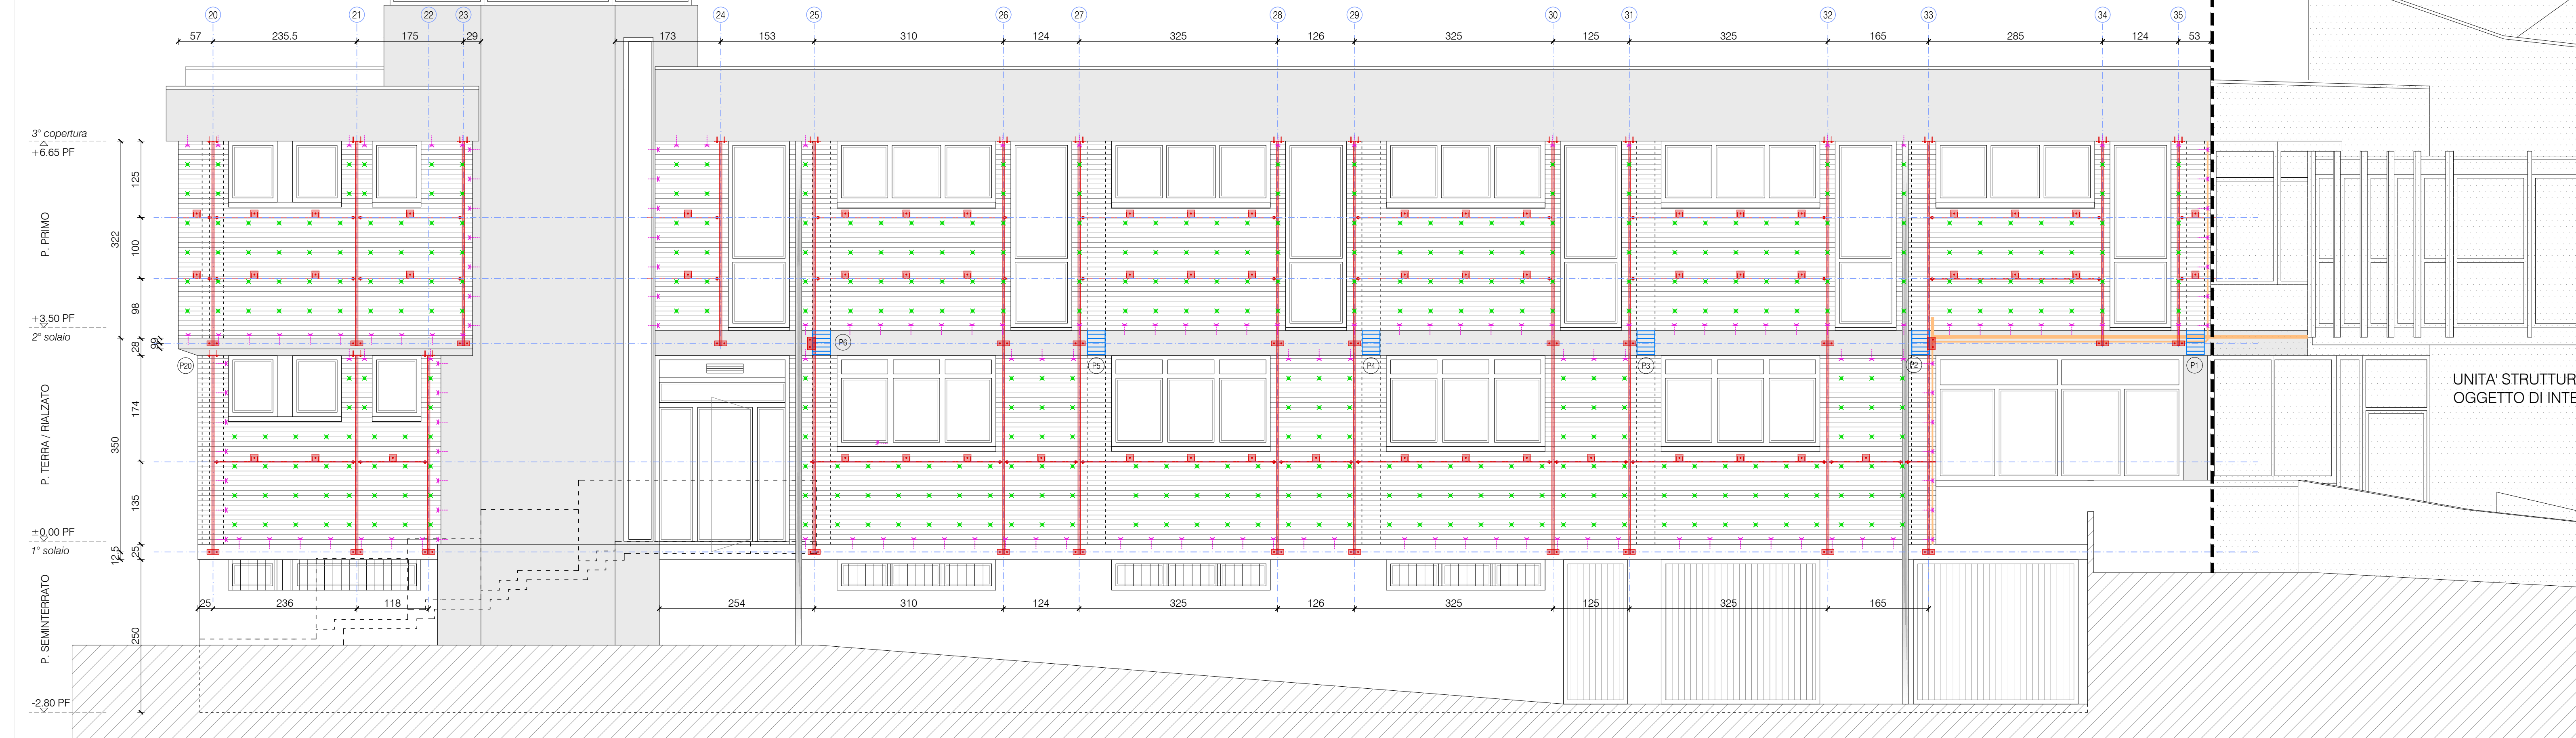 20 21 22 23 24 25 26 27 28 29 30 31 32 33 34 35
57 235.5 175 29 173 153 310 124 325 126 325 125 325 165 285 124 53
3° copertura
+6.65 PF
125
P. PRIMO
322
100
98
+3.50 PF
2° solaio
28
P20 P6 P5 P4 P3 P2 P1
UNITA' STRUTTUR
OGGETTO DI INTE
174
P. TERRA / RIALZATO
350
135
±0.00 PF
1° solaio
12.5
25
25 236 118 254 310 124 325 126 325 125 325 165
P. SEMINTERRATO
250
-2.80 PF